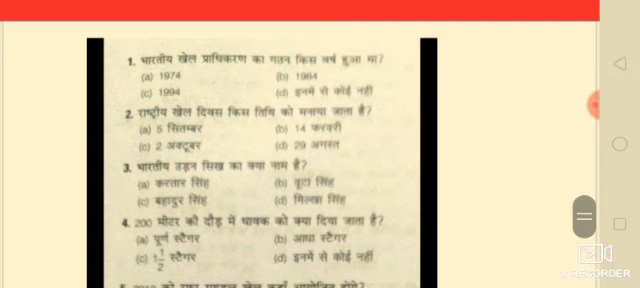 1. भारतीय खेल प्राधिकरण का गठन किस वर्ष हुआ था?
(a) 1974 (b) 1984
(c) 1994 (d) इनमें से कोई नहीं
2. राष्ट्रीय खेल दिवस किस तिथि को मनाया जाता है?
(a) 5 सितम्बर (b) 14 फरवरी
(c) 2 अक्टूबर (d) 29 अगस्त
3. भारतीय उड़न सिख का क्या नाम है?
(a) करतार सिंह (b) बूटा सिंह
(c) बहादुर सिंह (d) मिल्खा सिंह
4. 200 मीटर की दौड़ में धावक को क्या दिया जाता है?
(a) पूर्ण स्टैगर (b) आधा स्टैगर
(c) 1 1/2 स्टैगर (d) इनमें से कोई नहीं
RECORDER